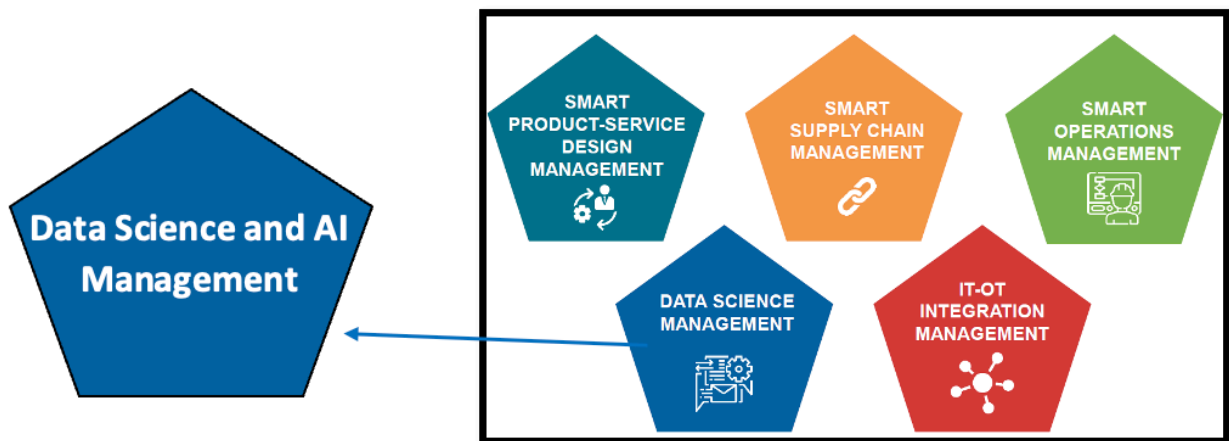 Data Science and AI
Management
SMART
PRODUCT-SERVICE
DESIGN
MANAGEMENT
SMART
SUPPLY CHAIN
MANAGEMENT
SMART
OPERATIONS
MANAGEMENT
DATA SCIENCE
MANAGEMENT
IT-OT
INTEGRATION
MANAGEMENT